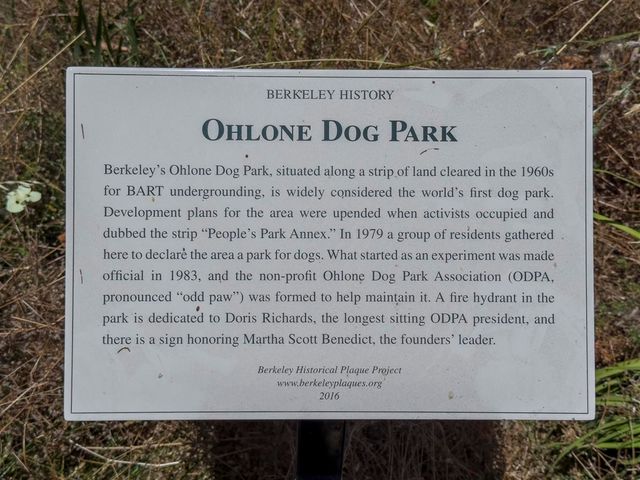 BERKELEY HISTORY
OHLONE DOG PARK
Berkeley's Ohlone Dog Park, situated along a strip of land cleared in the 1960s
for BART undergrounding, is widely considered the world's first dog park.
Development plans for the area were upended when activists occupied and
dubbed the strip “People's Park Annex.” In 1979 a group of residents gathered
here to declare the area a park for dogs. What started as an experiment was made
official in 1983, and the non-profit Ohlone Dog Park Association (ODPA,
pronounced “odd paw”) was formed to help maintain it. A fire hydrant in the
park is dedicated to Doris Richards, the longest sitting ODPA president, and
there is a sign honoring Martha Scott Benedict, the founders' leader.
Berkeley Historical Plaque Project
www.berkeleyplaques.org
2016